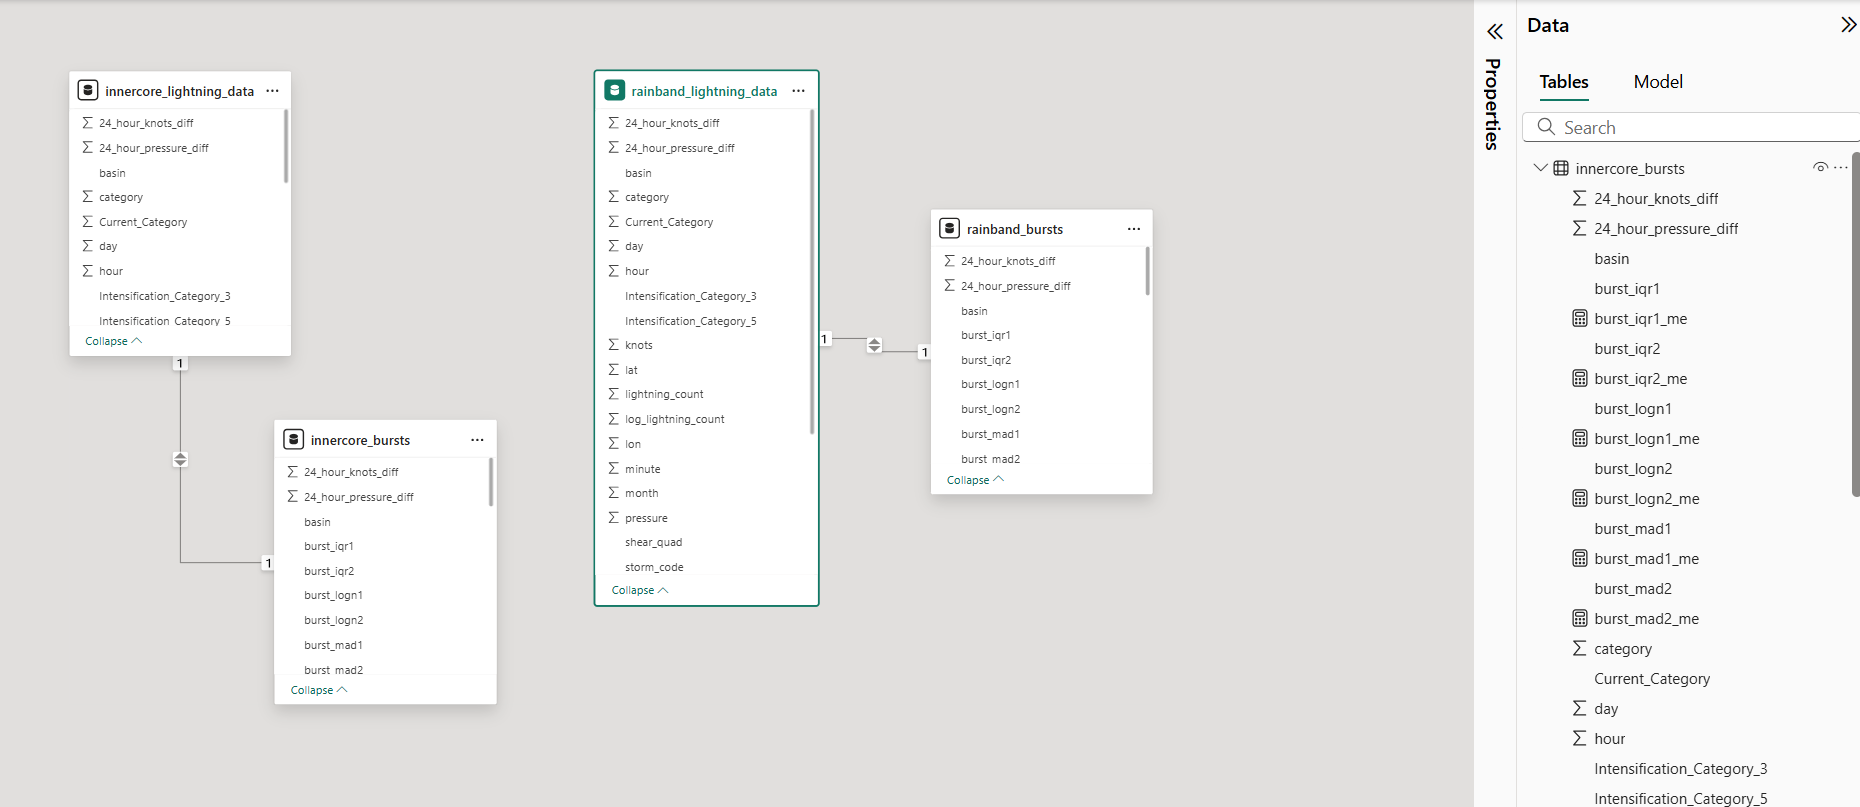 innercore_lightning_data
24_hour_knots_diff
24_hour_pressure_diff
basin
category
Current_Category
day
hour
Intensification_Category_3
Intensification_Category_5
Collapse
1
1
innercore_bursts
24_hour_knots_diff
24_hour_pressure_diff
basin
burst_iqr1
burst_iqr2
burst_logn1
burst_logn2
burst_mad1
burst_mad2
Collapse
rainband_lightning_data
24_hour_knots_diff
24_hour_pressure_diff
basin
category
Current_Category
day
hour
Intensification_Category_3
Intensification_Category_5
knots
lat
lightning_count
log_lightning_count
lon
minute
month
pressure
shear_quad
storm_code
Collapse
1
1
rainband_bursts
24_hour_knots_diff
24_hour_pressure_diff
basin
burst_iqr1
burst_iqr2
burst_logn1
burst_logn2
burst_mad1
burst_mad2
Collapse
Properties
Data
Tables Model
Search
innercore_bursts
24_hour_knots_diff
24_hour_pressure_diff
basin
burst_iqr1
burst_iqr1_me
burst_iqr2
burst_iqr2_me
burst_logn1
burst_logn1_me
burst_logn2
burst_logn2_me
burst_mad1
burst_mad1_me
burst_mad2
burst_mad2_me
category
Current_Category
day
hour
Intensification_Category_3
Intensification_Category_5